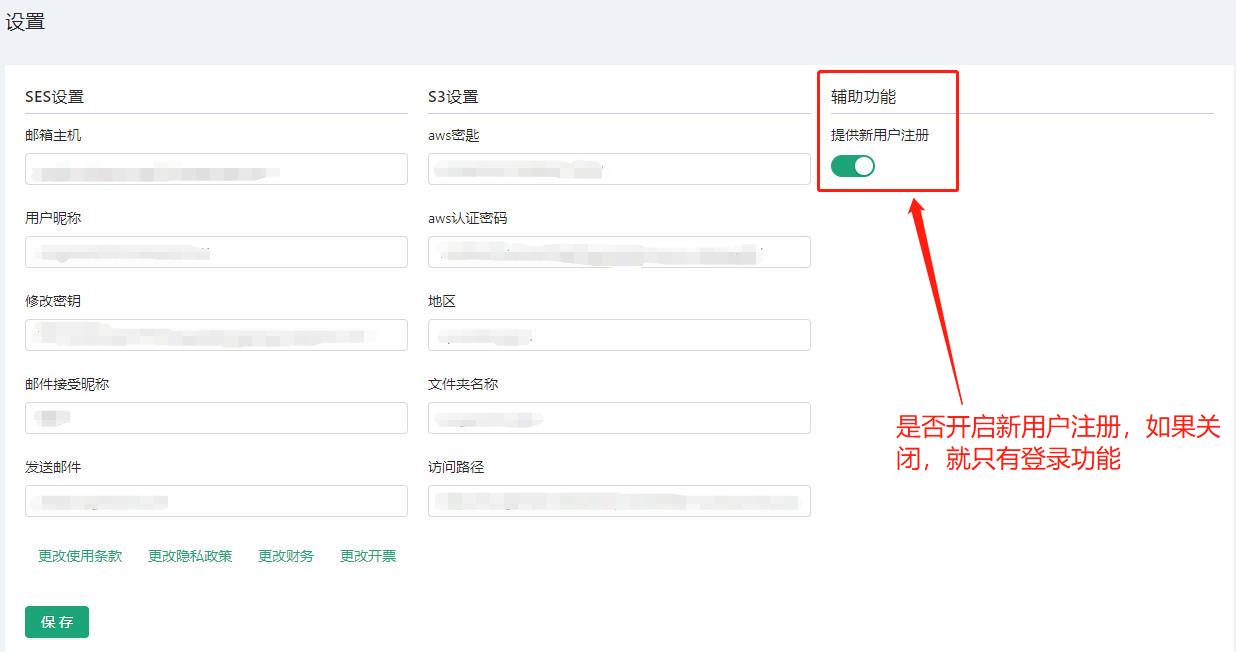 设置
SES设置
邮箱主机
用户昵称
修改密钥
邮件接受昵称
发送邮件
更改使用条款 更改隐私政策 更改财务 更改开票
保存
S3设置
aws密匙
aws认证密码
地区
文件夹名称
访问路径
辅助功能
提供新用户注册
是否开启新用户注册，如果关
闭，就只有登录功能